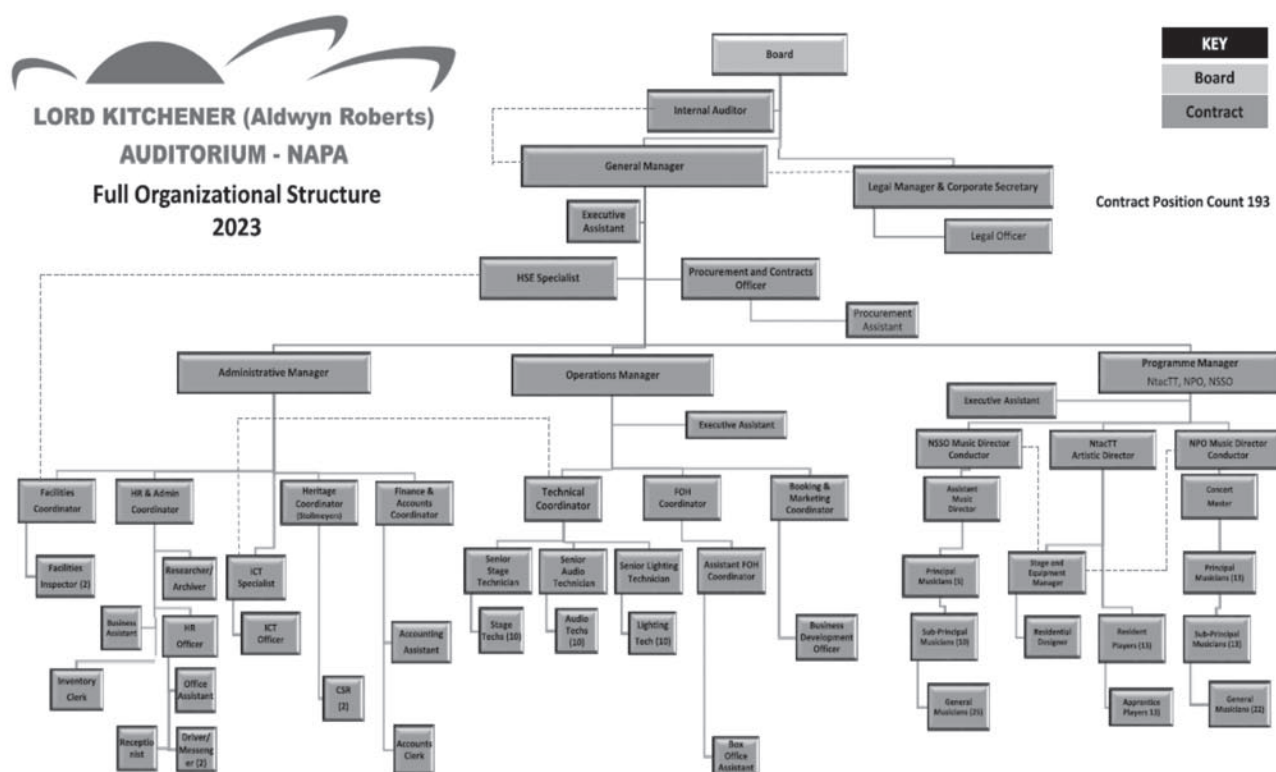 LORD KITCHENER (Aldwyn Roberts)
AUDITORIUM - NAPA
Full Organizational Structure
2023
KEY
Board
Contract
Contract Position Count 193
Board
Internal Auditor
General Manager
Legal Manager & Corporate Secretary
Legal Officer
Executive
Assistant
HSE Specialist
Procurement and Contracts
Officer
Procurement
Assistant
Administrative Manager
Operations Manager
Programme Manager
NtacTT, NPO, NSSO
Executive Assistant
Executive Assistant
NSSO Music Director
Conductor
NtacTT
Artistic Director
NPO Music Director
Conductor
Facilities
Coordinator
HR & Admin
Coordinator
Heritage
Coordinator
(Stollmeyers)
Finance &
Accounts
Coordinator
Technical
Coordinator
FOH
Coordinator
Booking &
Marketing
Coordinator
Assistant
Music
Director
Concert
Master
Facilities
Inspector (2)
Researcher/
Archiver
ICT
Specialist
Senior
Stage
Technician
Senior
Audio
Technician
Senior Lighting
Technician
Assistant FOH
Coordinator
Principal
Musicians
Stage and
Equipment
Manager
Principal
Musicians (13)
Business
Assistant
HR
Officer
ICT
Officer
Accounting
Assistant
Stage
Techs (10)
Audio
Techs
(10)
Lighting
Tech (10)
Business
Development
Officer
Sub-Principal
Musicians (10)
Residential
Designer
Resident
Players (13)
Sub-Principal
Musicians
Inventory
Clerk
Office
Assistant
CSR
(2)
General
Musicians (25)
Apprentice
Players 13)
General
Musicians (22)
Receptio
nist
Driver/
Messeng
er (2)
Accounts
Clerk
Box
Office
Assistant